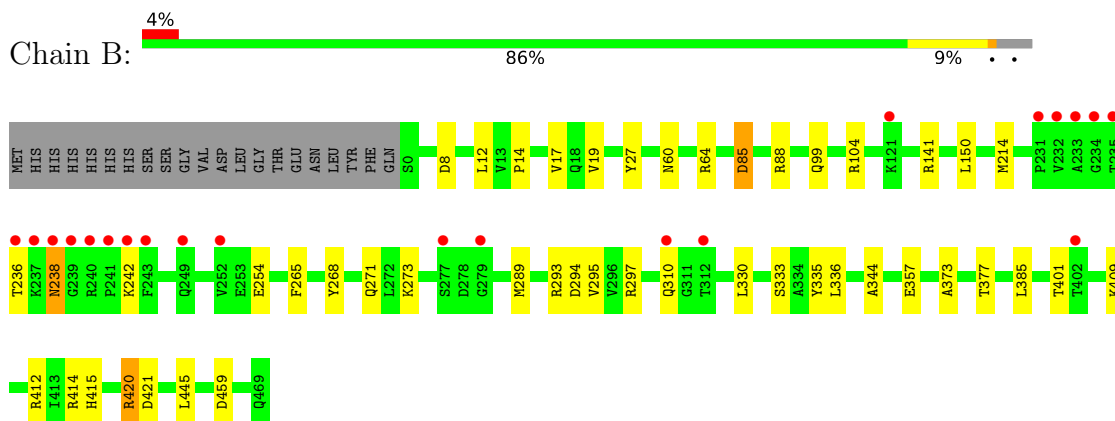 4%
Chain B:
86% 9% • •
MET HIS HIS HIS HIS HIS HIS SER SER GLY VAL ASP LEU GLY THR GLU ASN LEU TYR PHE GLN S0 D8 L12 V13 P14 V17 Q18 V19 Y27 N60 R64 D85 R88 Q99 R104 K121 R141 L150 M214 P231 V232 A233 G234 T235
T236 K237 N238 G239 R240 P241 K242 F243 Q249 V252 E253 E254 F265 Y268 Q271 L272 K273 S277 D278 G279 M289 R293 D294 V295 V296 R297 Q310 G311 T312 L330 S333 A334 Y335 L336 A344 E357 A373 T377 L385 T401 T402 K409
R412 I413 R414 H415 R420 D421 L445 D459 Q469